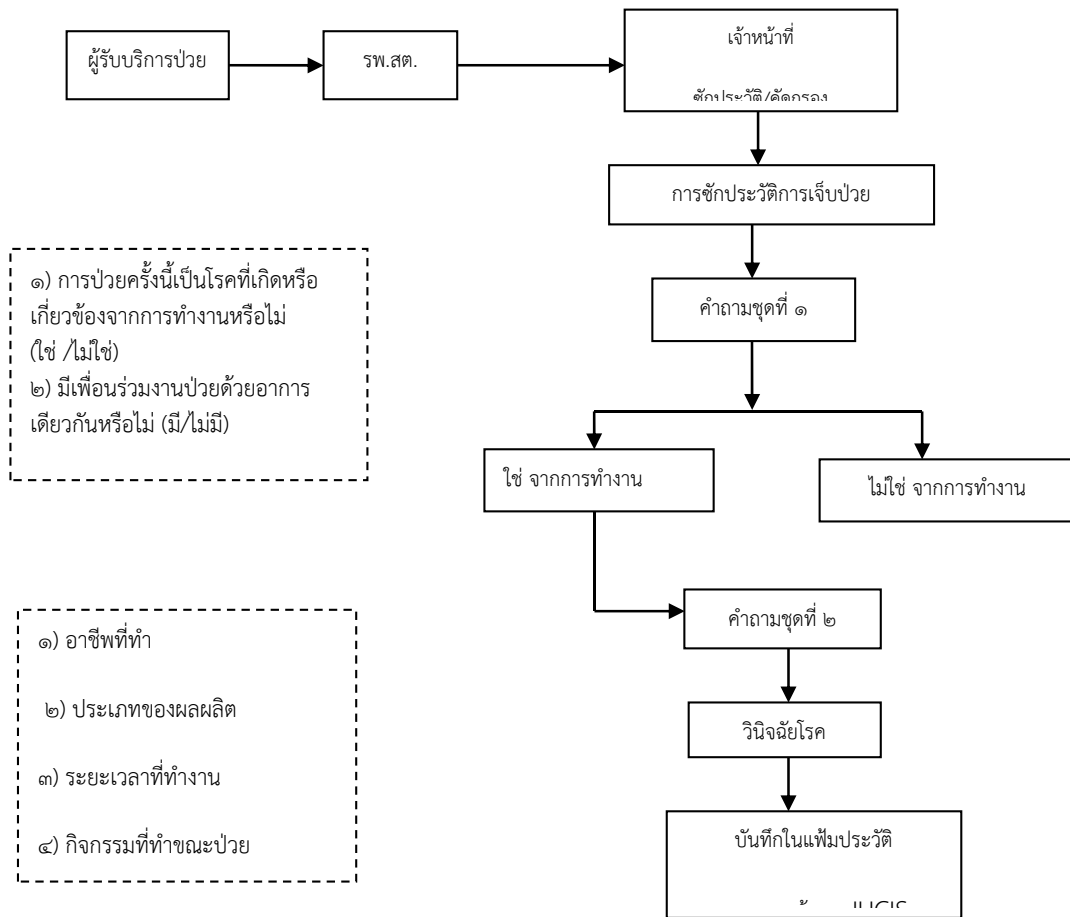 ผู้รับบริการป่วย
รพ.สต.
เจ้าหน้าที่
ซักประวัติ/คัดกรอง
การซักประวัติการเจ็บป่วย
๑) การป่วยครั้งนี้เป็นโรคที่เกิดหรือ
เกี่ยวข้องจากการทำงานหรือไม่
(ใช่ /ไม่ใช่)
๒) มีเพื่อนร่วมงานป่วยด้วยอาการ
เดียวกันหรือไม่ (มี/ไม่มี)
คำถามชุดที่ ๑
ใช่ จากการทำงาน
ไม่ใช่ จากการทำงาน
๑) อาชีพที่ทำ
๒) ประเภทของผลผลิต
๓) ระยะเวลาที่ทำงาน
๔) กิจกรรมที่ทำขณะป่วย
คำถามชุดที่ ๒
วินิจฉัยโรค
บันทึกในแฟ้มประวัติ